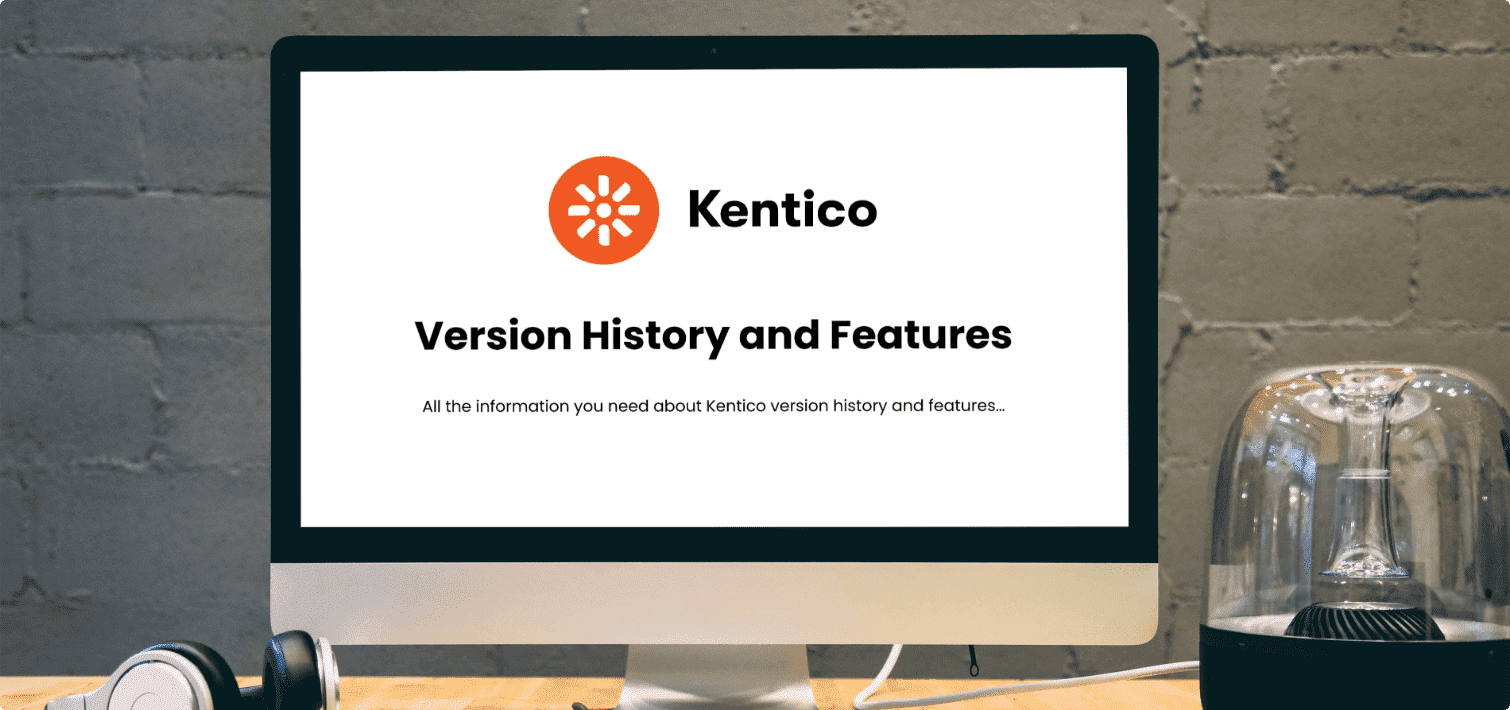 Kentico
Version History and Features
All the information you need about Kentico version history and features...